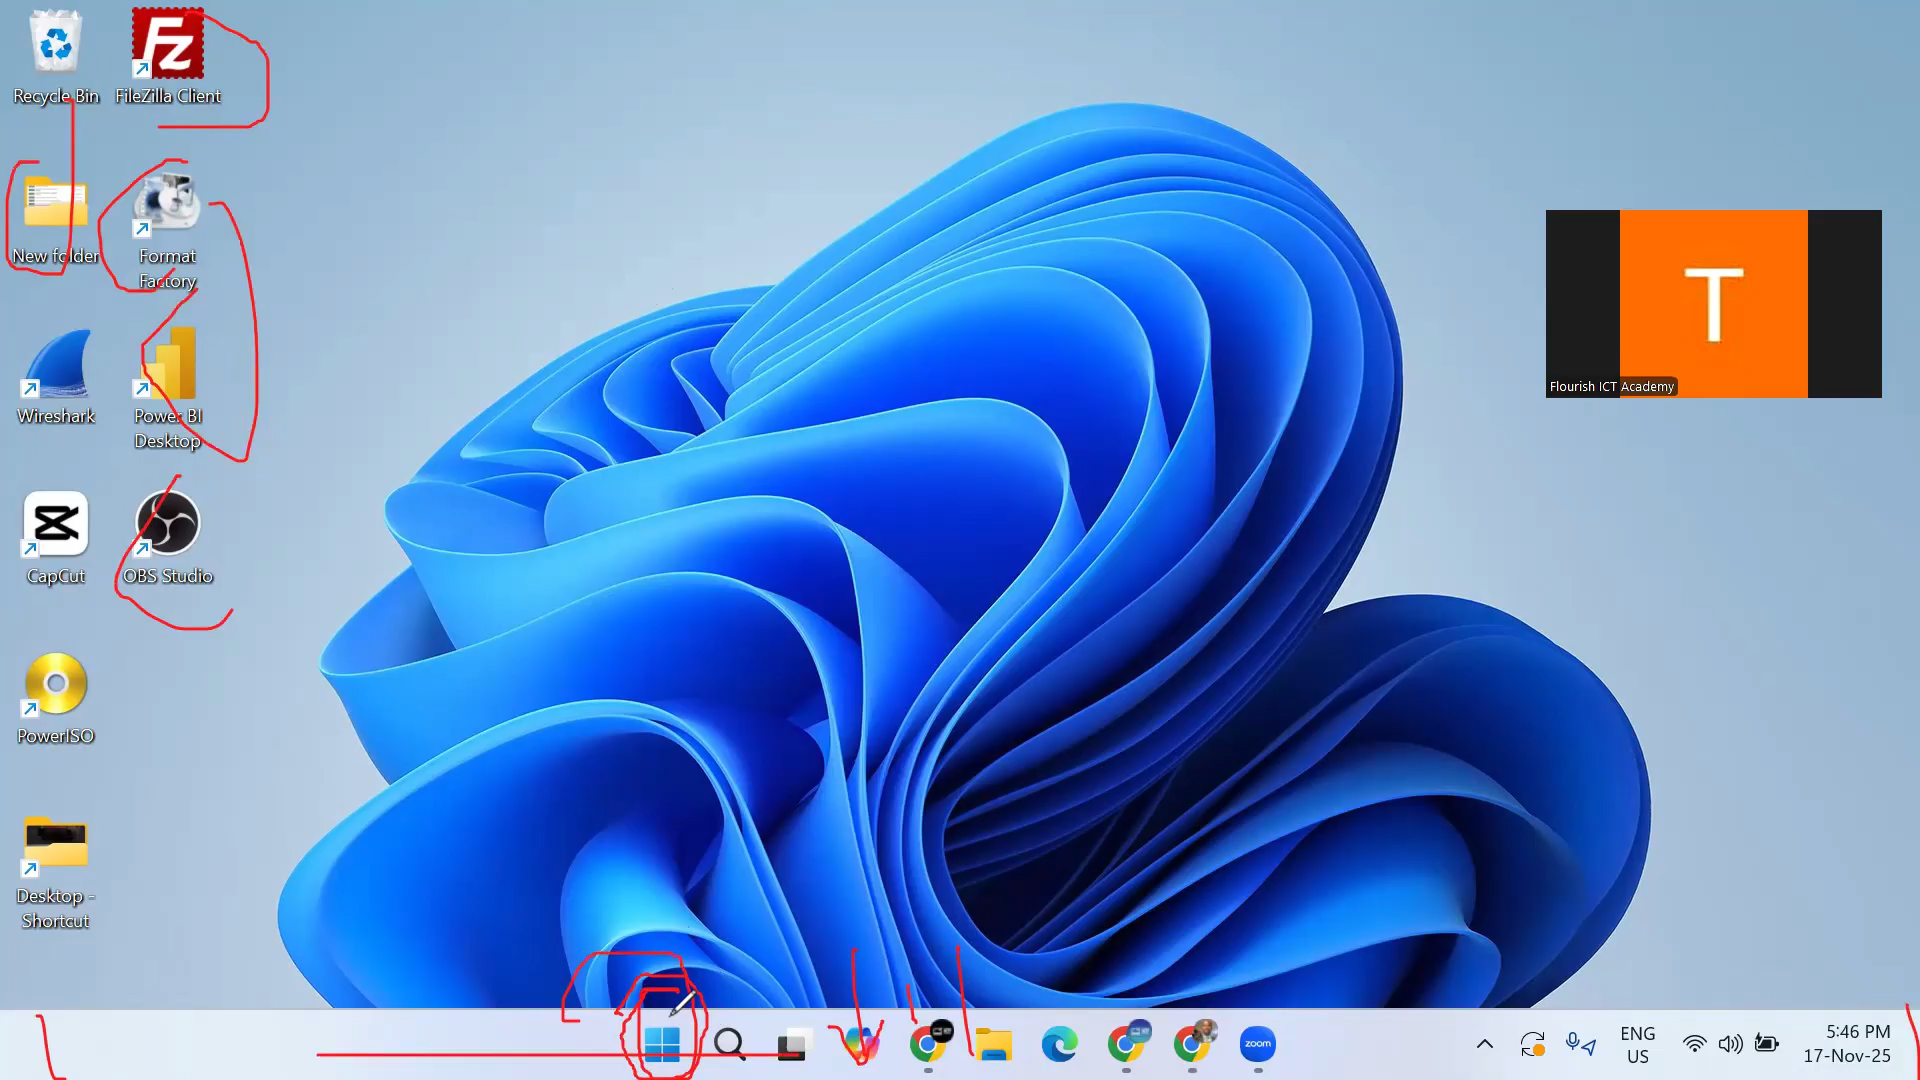 Recycle Bin
FileZilla Client
New folder
Format
Factory
Wireshark
Power BI
Desktop
CapCut
OBS Studio
PowerISO
Desktop -
Shortcut
T
Flourish ICT Academy
zoom
ENG
US
5:46 PM
17-Nov-25